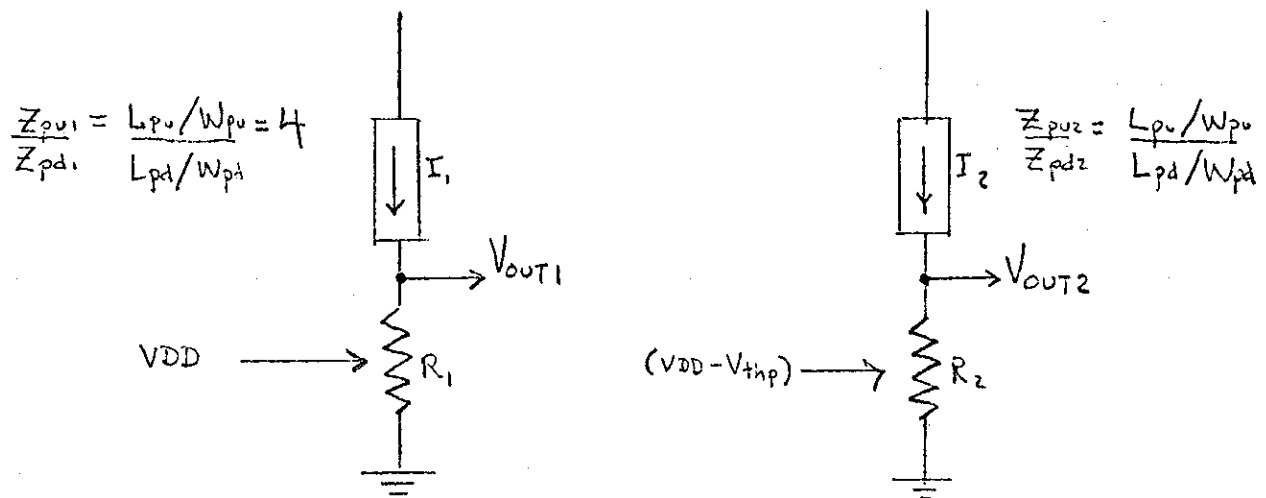 Zpu1 = Lpu/Wpu = 4
Zpd1 Lpd/Wpd
I1
VOUT1
VDD
R1
Zpu2 = Lpu/Wpu
Zpd2 Lpd/Wpd
I2
VOUT2
(VDD-Vthp)
R2